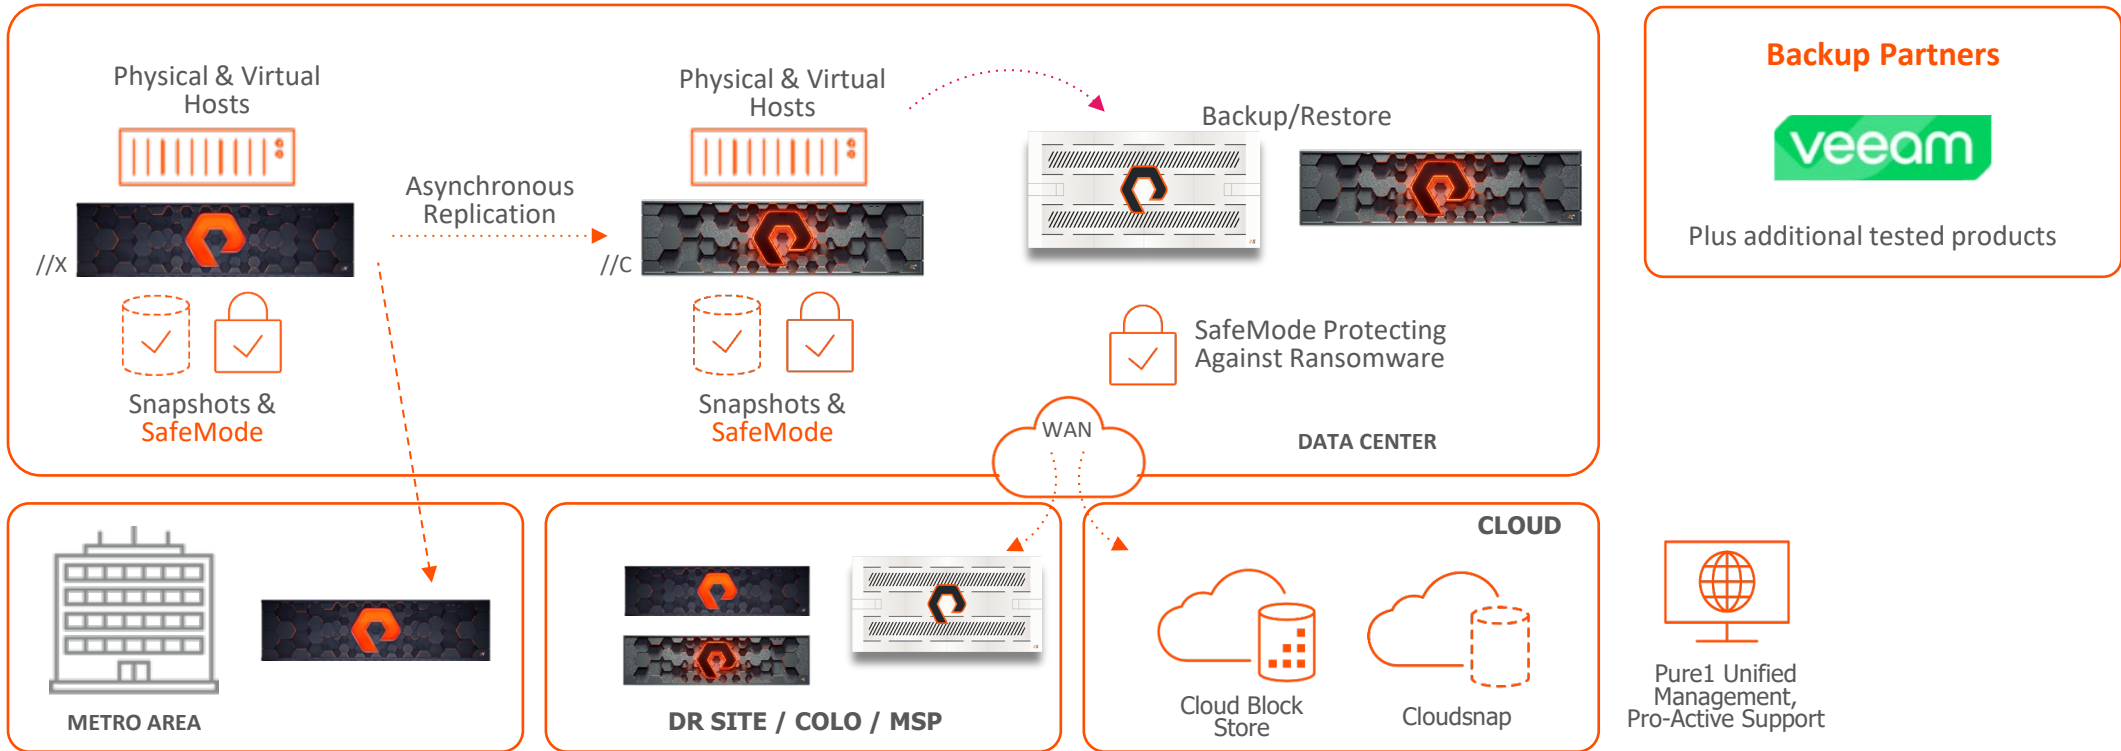 Physical & Virtual
Hosts
//X
Snapshots &
SafeMode
Asynchronous
Replication
Physical & Virtual
Hosts
//C
Snapshots &
SafeMode
Backup/Restore
SafeMode Protecting
Against Ransomware
WAN
DATA CENTER
Backup Partners
veeam
Plus additional tested products
METRO AREA
DR SITE / COLO / MSP
CLOUD
Cloud Block
Store
Cloudsnap
Pure1 Unified
Management,
Pro-Active Support